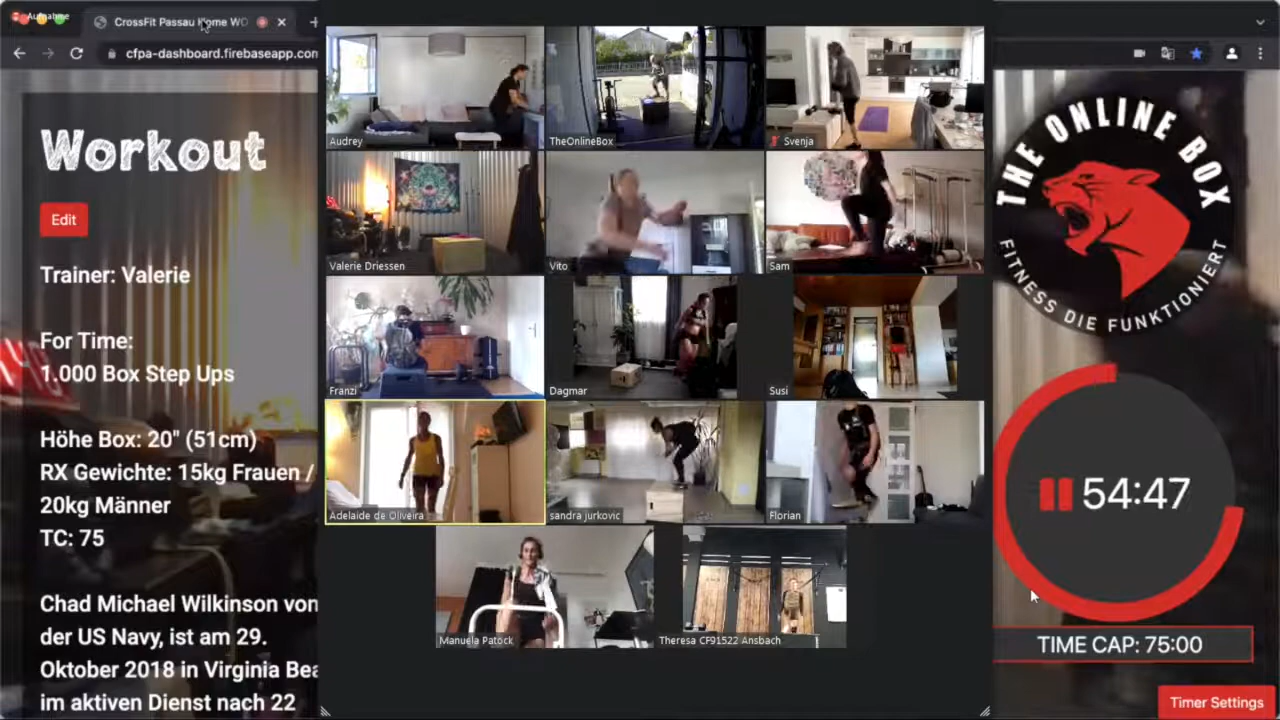 Aufnahme
CrossFit Passau Home WO
cfpa-dashboard.firebaseapp.com
Workout
Edit
Trainer: Valerie
For Time:
1.000 Box Step Ups
Höhe Box: 20" (51cm)
RX Gewichte: 15kg Frauen /
20kg Männer
TC: 75
Chad Michael Wilkinson von
der US Navy, ist am 29.
Oktober 2018 in Virginia Bea
im aktiven Dienst nach 22
Audrey
TheOnlineBox
Svenja
Valerie Driessen
Vito
Sam
Franzi
Dagmar
Susi
Adelaide de Oliveira
sandra jurkovic
Florian
Manuela Patock
Theresa CF91522 Ansbach
THE ONLINE BOX
FITNESS DIE FUNKTIONIERT
54:47
TIME CAP: 75:00
Timer Settings